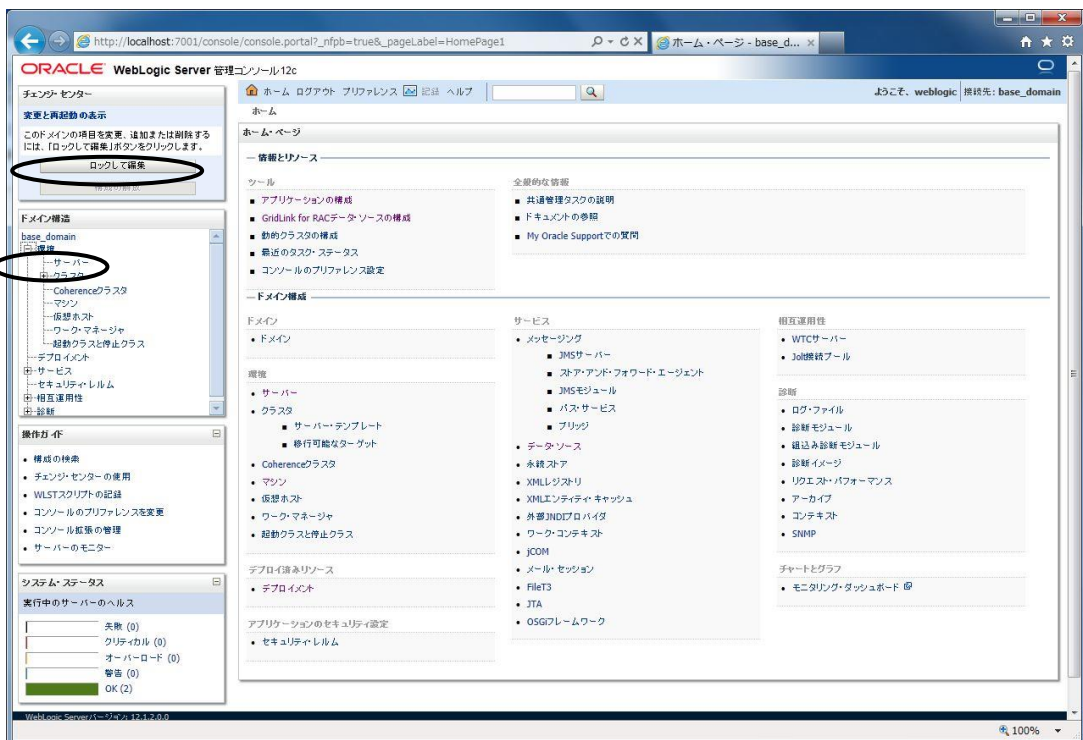 http://localhost:7001/console/console.portal?_nfpb=true&_pageLabel=HomePage1
ホーム・ページ - base_d...
ORACLE WebLogic Server 管理コンソール12c
チェンジ・センター
変更と再起動の表示
このドメインの項目を変更、追加または削除する
には、「ロックして編集」ボタンをクリックします。
ロックして編集
構成の解放
ホーム ログアウト プリファレンス 記録 ヘルプ
ようこそ、weblogic 接続先: base_domain
ホーム
ホーム・ページ
情報とリソース
ツール
アプリケーションの構成
GridLink for RACデータ・ソースの構成
動的クラスタの構成
最近のタスク・ステータス
コンソールのプリファレンス設定
全般的な情報
共通管理タスクの説明
ドキュメントの参照
My Oracle Supportでの質問
ドメイン構造
base_domain
環境
サーバー
クラスタ
Coherenceクラスタ
マシン
仮想ホスト
ワーク・マネージャ
起動クラスと停止クラス
デプロイメント
サービス
セキュリティ・レルム
相互運用性
診断
操作ガイド
構成の検索
チェンジ・センターの使用
WLSTスクリプトの記録
コンソールのプリファレンスを変更
コンソール拡張の管理
サーバーのモニター
システム・ステータス
実行中のサーバーのヘルス
失敗 (0)
クリティカル (0)
オーバーロード (0)
警告 (0)
OK (2)
ドメイン構成
ドメイン
ドメイン
環境
サーバー
クラスタ
サーバー・テンプレート
移行可能なターゲット
Coherenceクラスタ
マシン
仮想ホスト
ワーク・マネージャ
起動クラスと停止クラス
デプロイ済みリソース
デプロイメント
アプリケーションのセキュリティ設定
セキュリティ・レルム
サービス
メッセージング
JMSサーバー
ストア・アンド・フォワード・エージェント
JMSモジュール
パス・サービス
ブリッジ
データ・ソース
永続ストア
XMLレジストリ
XMLエンティティ・キャッシュ
外部JNDIプロバイダ
ワーク・コンテキスト
jCOM
メール・セッション
FileT3
JTA
OSGiフレームワーク
相互運用性
WTCサーバー
Jolt接続プール
診断
ログ・ファイル
診断モジュール
組込み診断モジュール
診断イメージ
リクエスト・パフォーマンス
アーカイブ
コンテキスト
SNMP
チャートとグラフ
モニタリング・ダッシュボード
WebLogic Serverバージョン: 12.1.2.0.0
100%